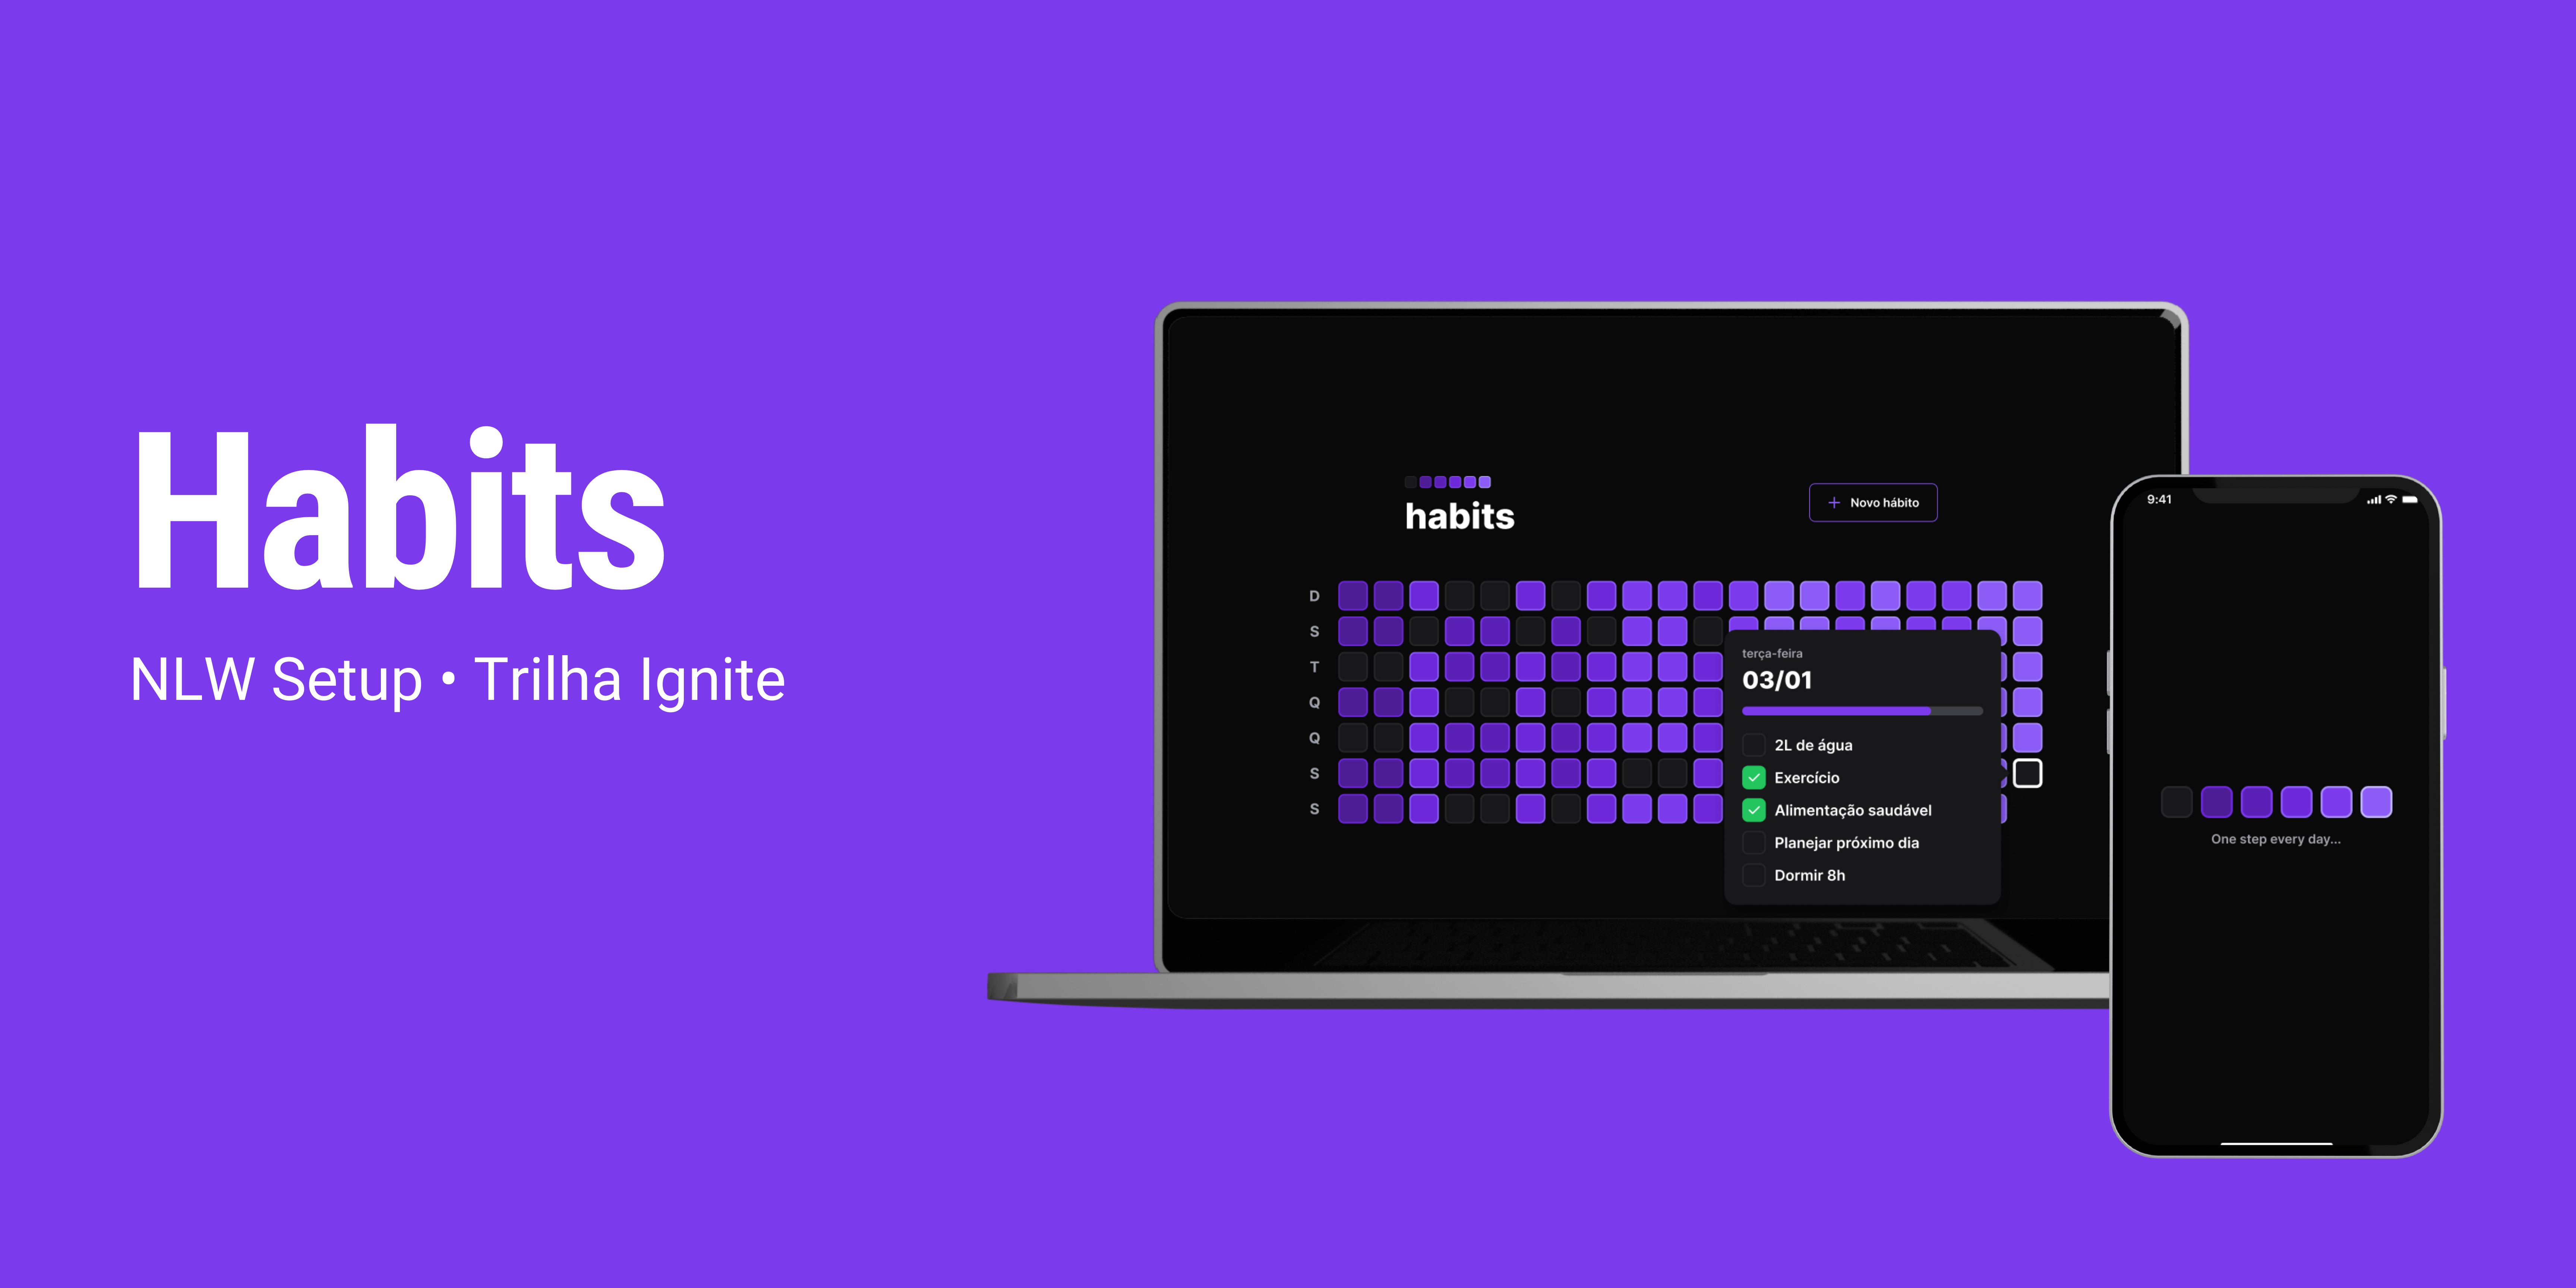 Habits
NLW Setup • Trilha Ignite
habits
Novo hábito
D
S
T
Q
Q
S
S
terça-feira
03/01
2L de água
Exercício
Alimentação saudável
Planejar próximo dia
Dormir 8h
9:41
One step every day...